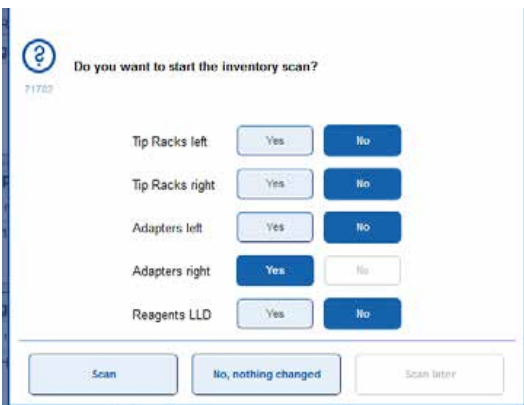 Do you want to start the inventory scan?
71702
Tip Racks left Yes No
Tip Racks right Yes No
Adapters left Yes No
Adapters right Yes No
Reagents LLD Yes No
Scan No, nothing changed Scan later